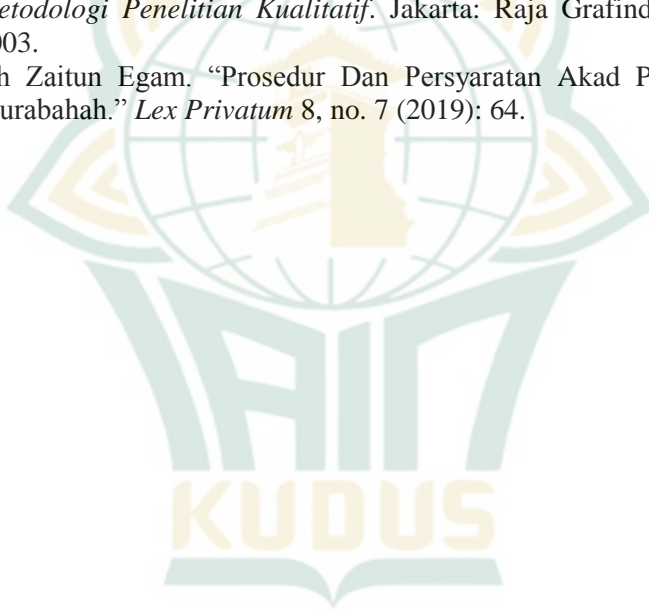 etodologi Penelitian Kualitatif. Jakarta: Raja Grafind
003.
h Zaitun Egam. “Prosedur Dan Persyaratan Akad P
urabahah.” Lex Privatum 8, no. 7 (2019): 64.
IAIN
KUDUS